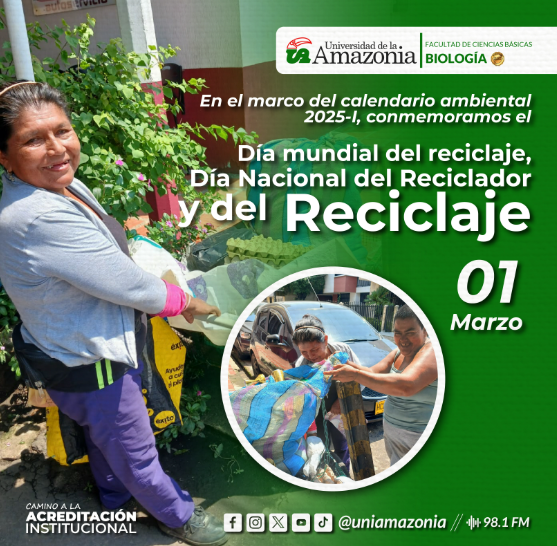 Universidad de la
Amazonia
FACULTAD DE CIENCIAS BÁSICAS
BIOLOGÍA
En el marco del calendario ambiental
2025-I, conmemoramos el
Día mundial del reciclaje,
Día Nacional del Reciclador
y del Reciclaje
01
Marzo
éxito
CAMINO A LA
ACREDITACIÓN
INSTITUCIONAL
@uniamazonia // 98.1 FM